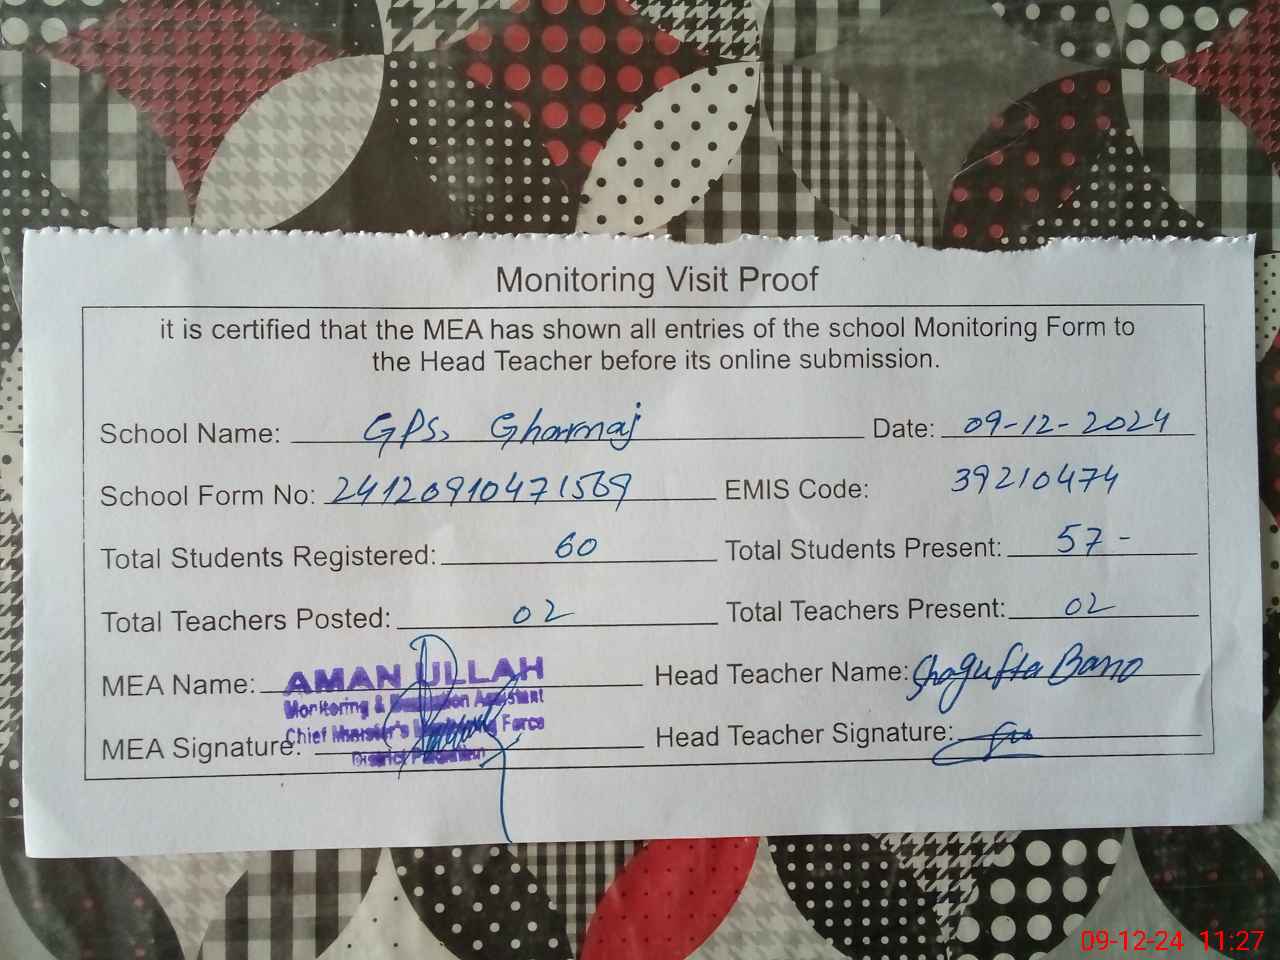 Monitoring Visit Proof
it is certified that the MEA has shown all entries of the school Monitoring Form to
the Head Teacher before its online submission.
School Name: GPS, Gharmaj Date: 09-12-2024
School Form No: 24120910471569 EMIS Code: 39210474
Total Students Registered: 60 Total Students Present: 57 -
Total Teachers Posted: 02 Total Teachers Present: 02
MEA Name: AMAN ULLAH Head Teacher Name: Shagufta Bano
Monitoring & Evaluation Assistant
Chief Minister's Monitoring Force
MEA Signature: Head Teacher Signature:
District
09-12-24 11:27